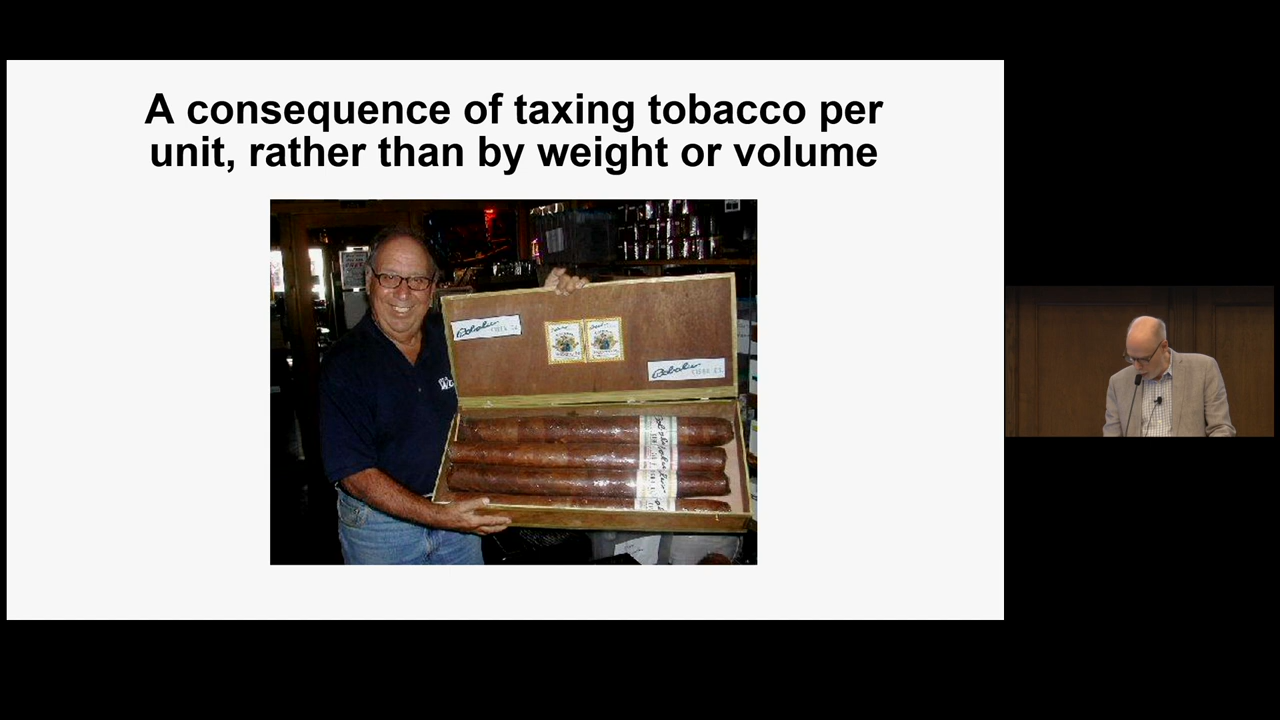 A consequence of taxing tobacco per
unit, rather than by weight or volume